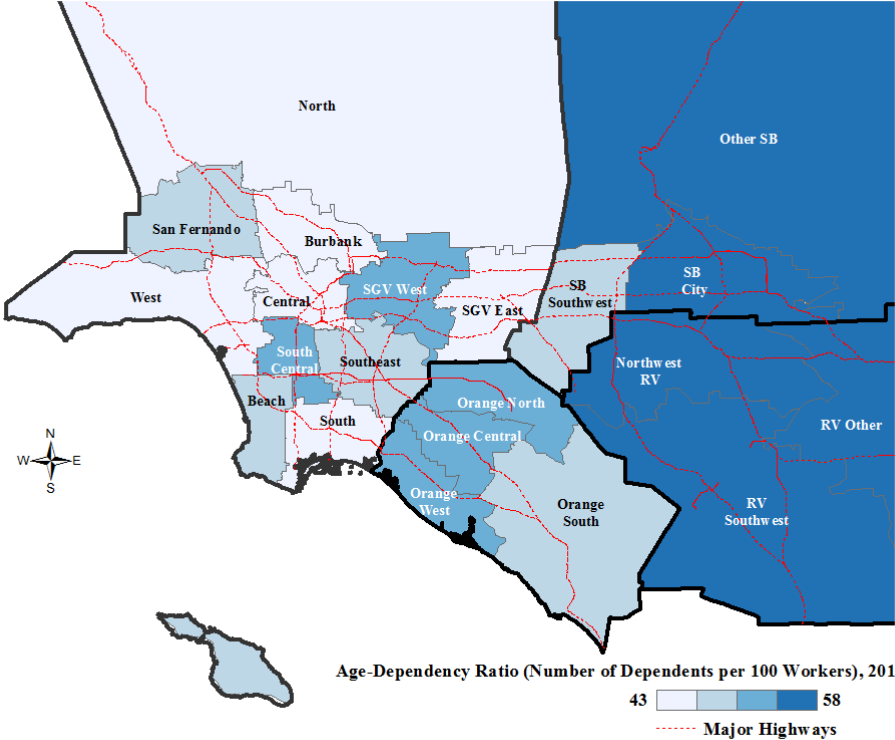 North
Other SB
San Fernando
Burbank
SB
City
SGV West
West
Central
SB
Southwest
SGV East
South
Central
Southeast
Northwest
RV
Beach
Orange North
South
Orange Central
RV Other
N
W E
S
Orange
West
Orange
South
RV
Southwest
Age-Dependency Ratio (Number of Dependents per 100 Workers), 201
43 58
Major Highways